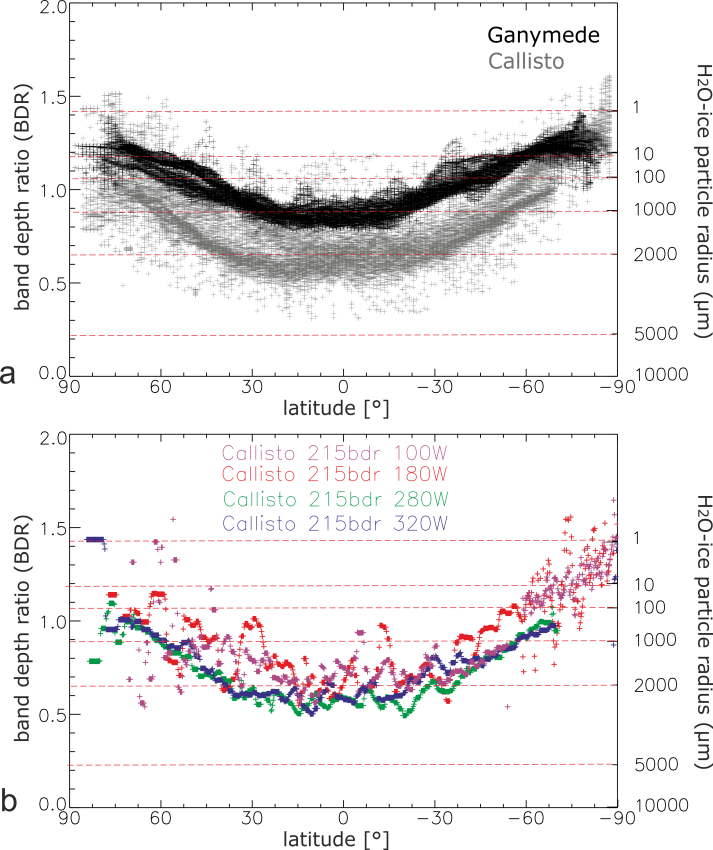 a
2.0
1.5
1.0
0.5
0.0
band depth ratio (BDR)
Ganymede
Callisto
1
10
100
1000
2000
5000
10000
H2O-ice particle radius (µm)
90 60 30 0 −30 −60 −90
latitude [°]
b
2.0
1.5
1.0
0.5
0.0
band depth ratio (BDR)
Callisto 215bdr 100W
Callisto 215bdr 180W
Callisto 215bdr 280W
Callisto 215bdr 320W
1
10
100
1000
2000
5000
10000
H2O-ice particle radius (µm)
90 60 30 0 −30 −60 −90
latitude [°]